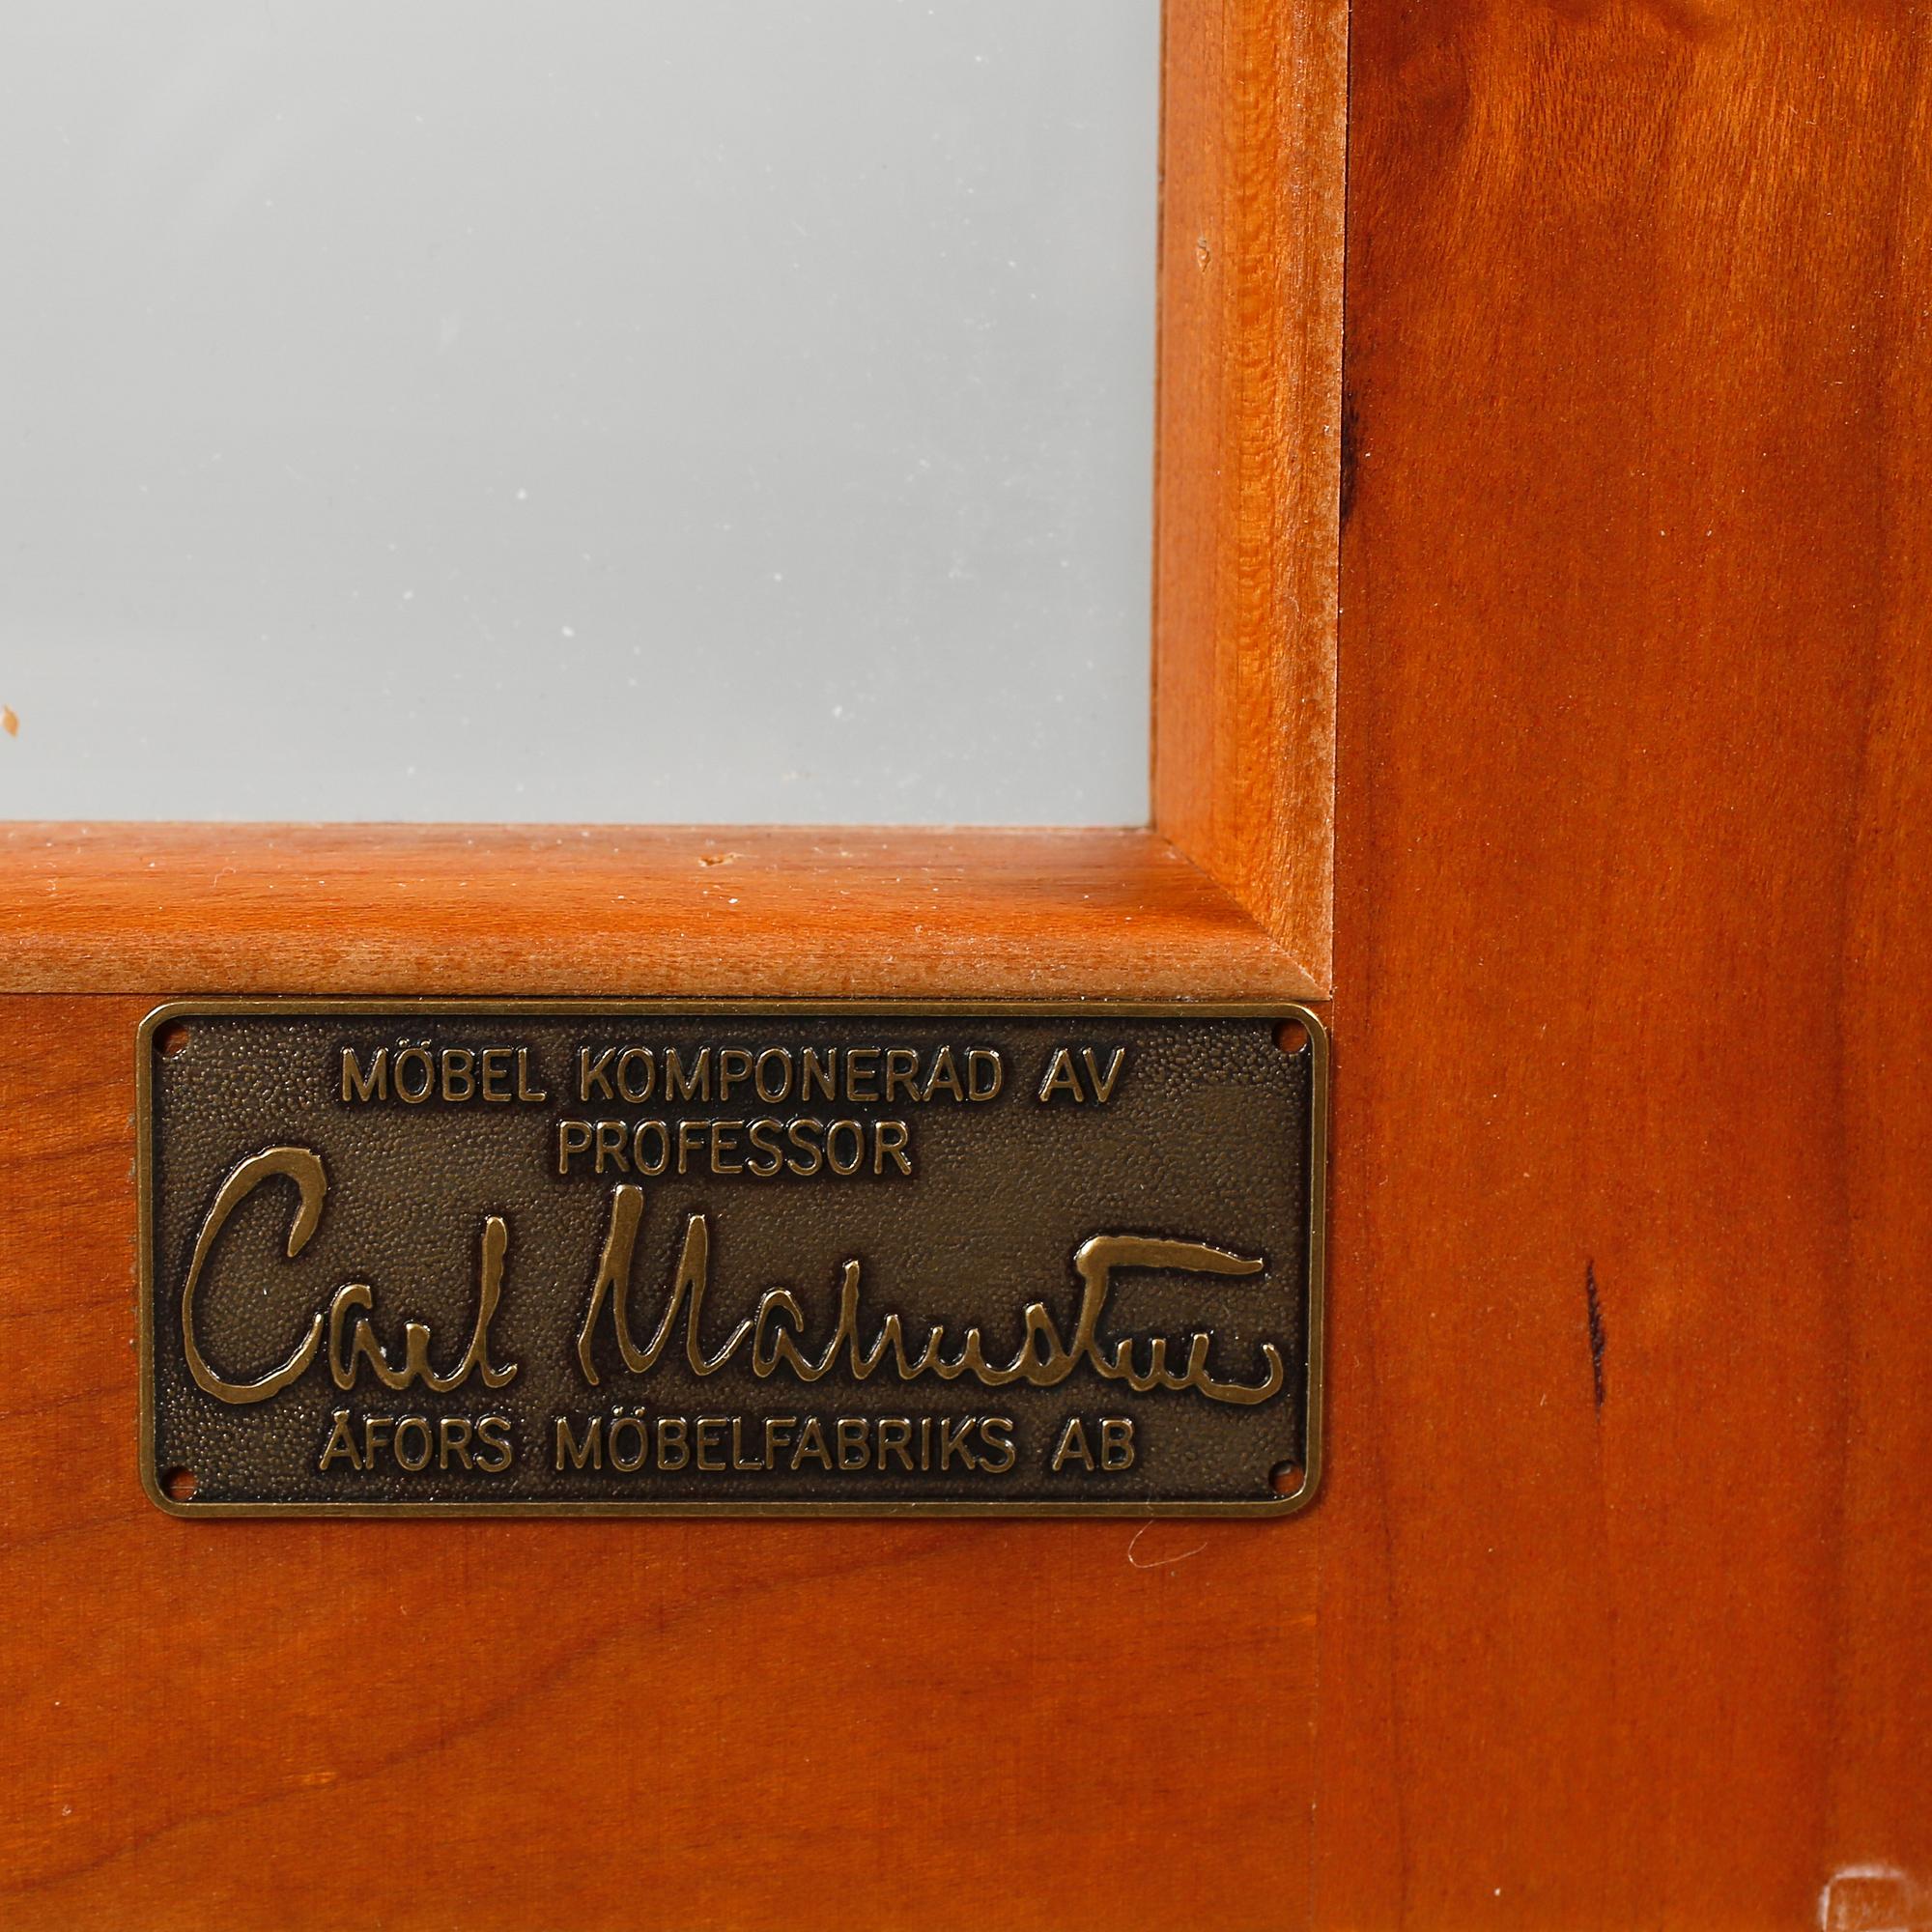 MÖBEL KOMPONERAD AV
PROFESSOR
Carl Malmsten
ÅFORS MÖBELFABRIKS AB